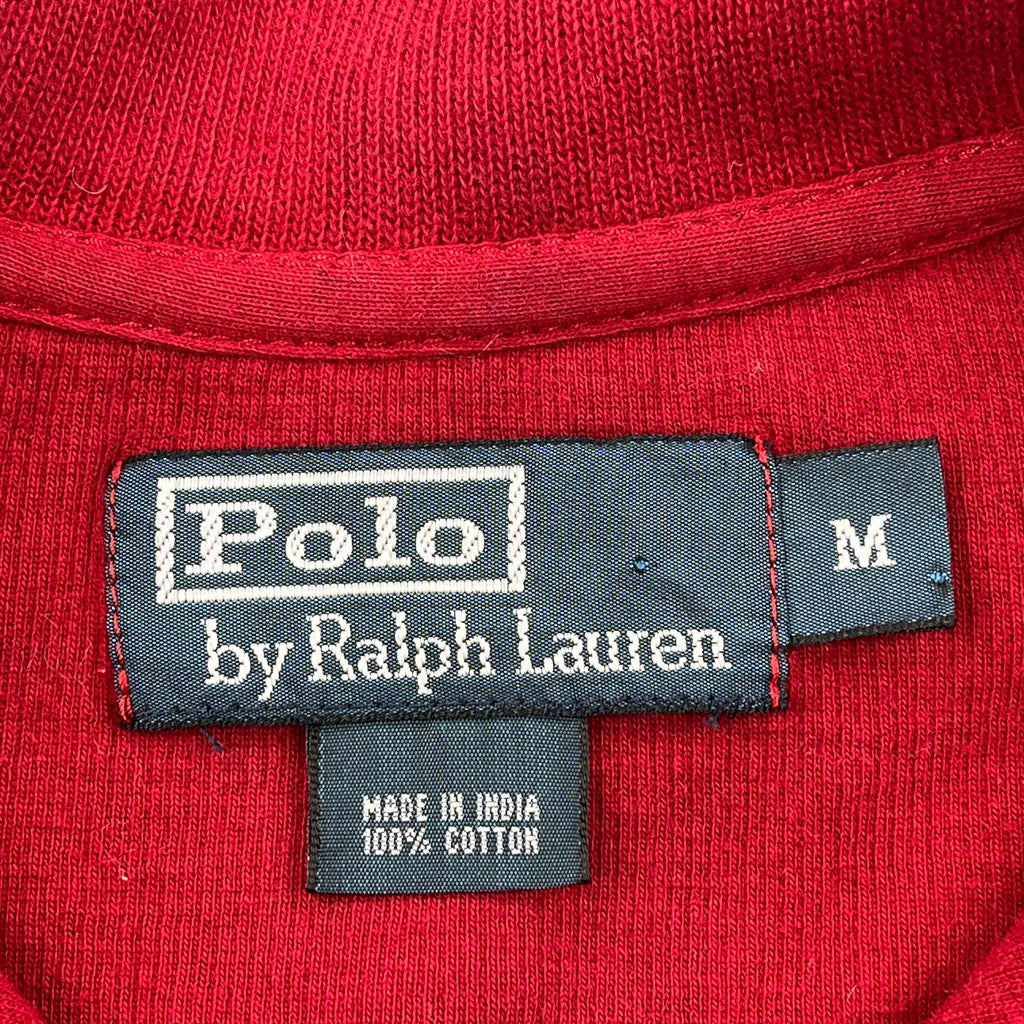 Polo
by Ralph Lauren
M
MADE IN INDIA
100% COTTON